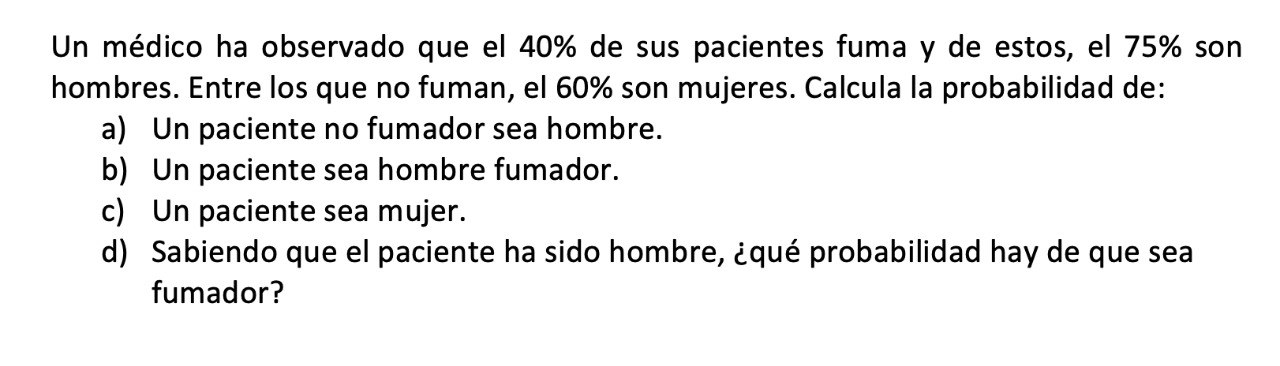 Un médico ha observado que el 40% de sus pacientes fuma y de estos, el 75% son
hombres. Entre los que no fuman, el 60% son mujeres. Calcula la probabilidad de:
a) Un paciente no fumador sea hombre.
b) Un paciente sea hombre fumador.
c) Un paciente sea mujer.
d) Sabiendo que el paciente ha sido hombre, ¿qué probabilidad hay de que sea
fumador?